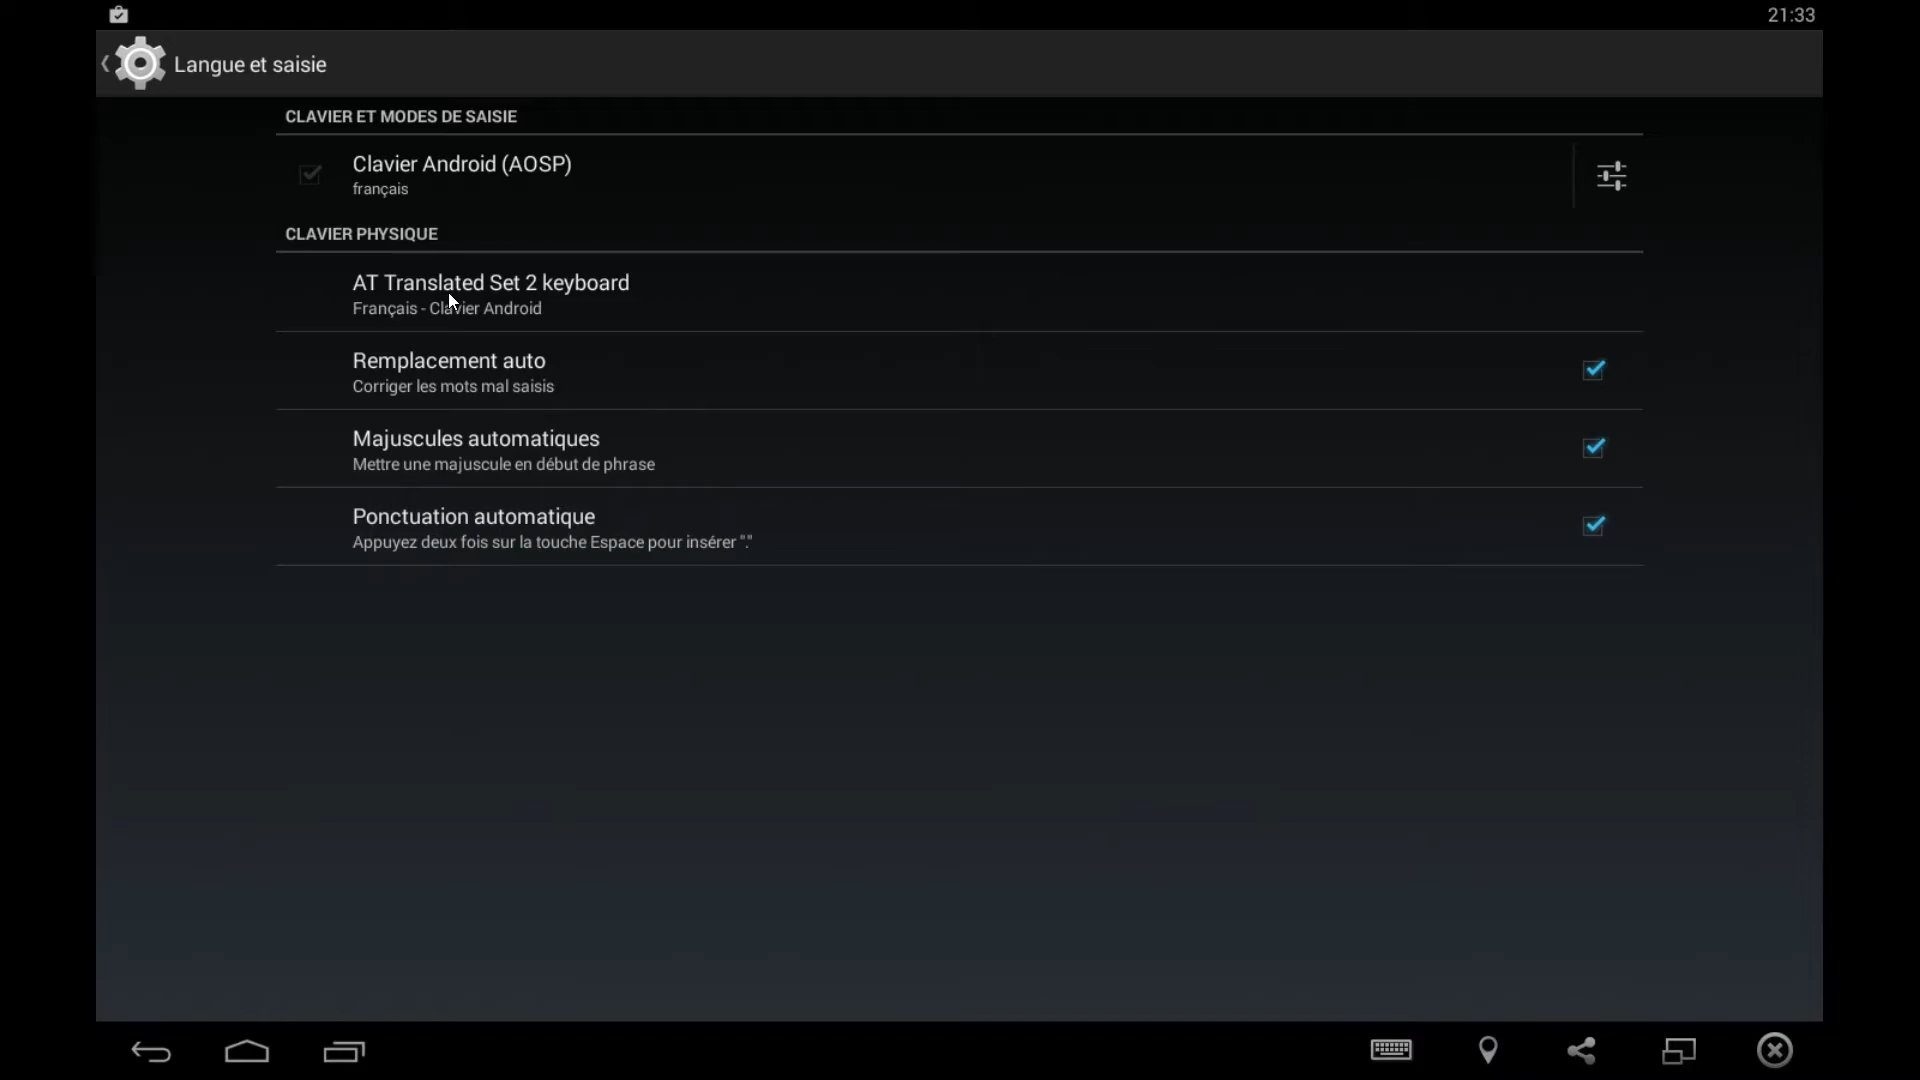 21:33
Langue et saisie
CLAVIER ET MODES DE SAISIE
Clavier Android (AOSP)
français
CLAVIER PHYSIQUE
AT Translated Set 2 keyboard
Français - Clavier Android
Remplacement auto
Corriger les mots mal saisis
Majuscules automatiques
Mettre une majuscule en début de phrase
Ponctuation automatique
Appuyez deux fois sur la touche Espace pour insérer "."